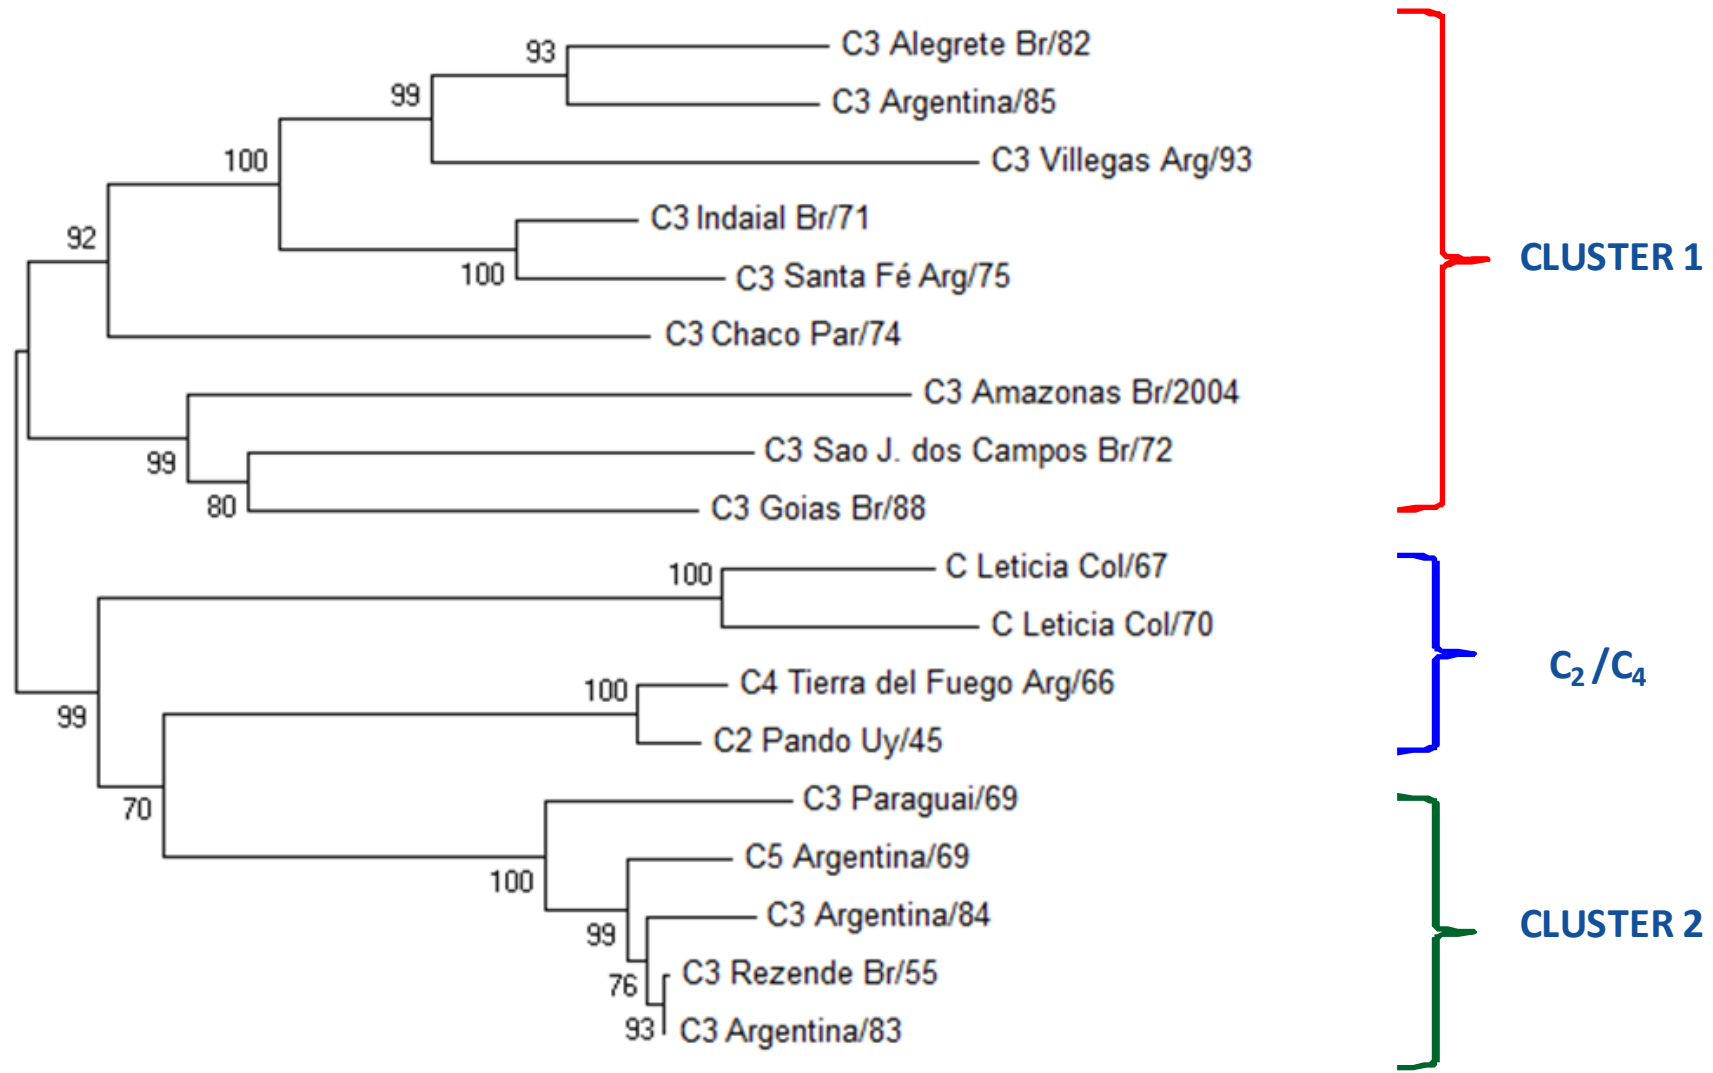 93
C3 Alegrete Br/82
99
C3 Argentina/85
100
C3 Villegas Arg/93
92
C3 Indaial Br/71
100
C3 Santa Fé Arg/75
CLUSTER 1
C3 Chaco Par/74
C3 Amazonas Br/2004
99
C3 Sao J. dos Campos Br/72
80
C3 Goias Br/88
100
C Leticia Col/67
C Leticia Col/70
C₂/C₄
100
C4 Tierra del Fuego Arg/66
99
C2 Pando Uy/45
70
C3 Paraguai/69
100
C5 Argentina/69
99
C3 Argentina/84
CLUSTER 2
76
C3 Rezende Br/55
93
C3 Argentina/83